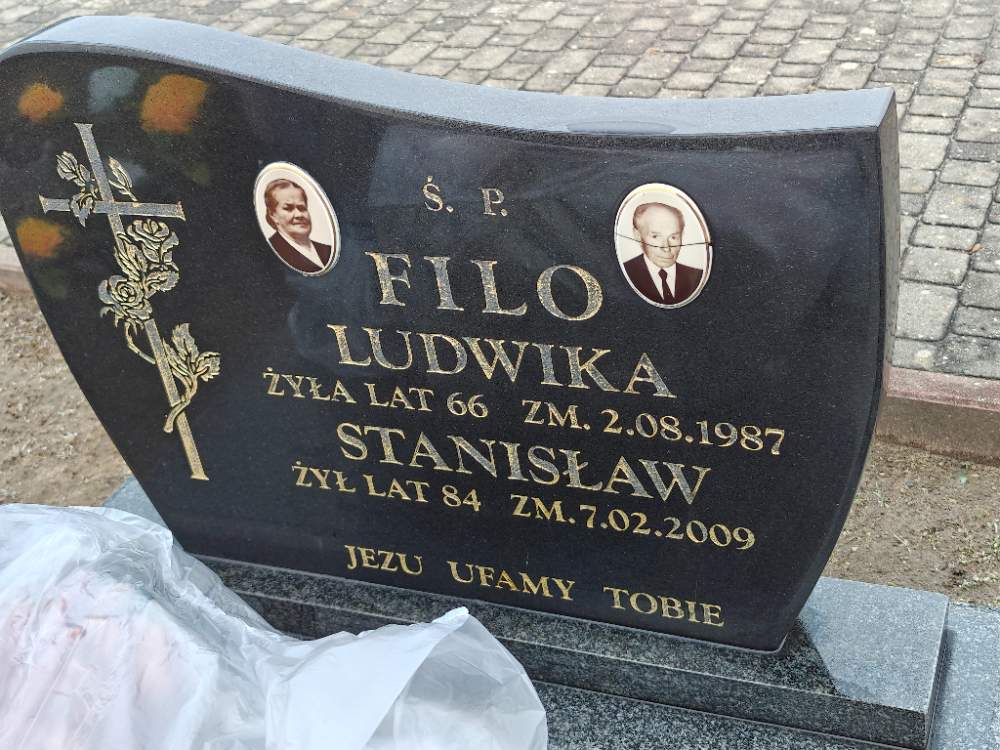 Ś. P.
FILO
LUDWIKA
ŻYŁA LAT 66 ZM. 2.08.1987
STANISŁAW
ŻYŁ LAT 84 ZM. 7.02.2009
JEZU UFAMY TOBIE